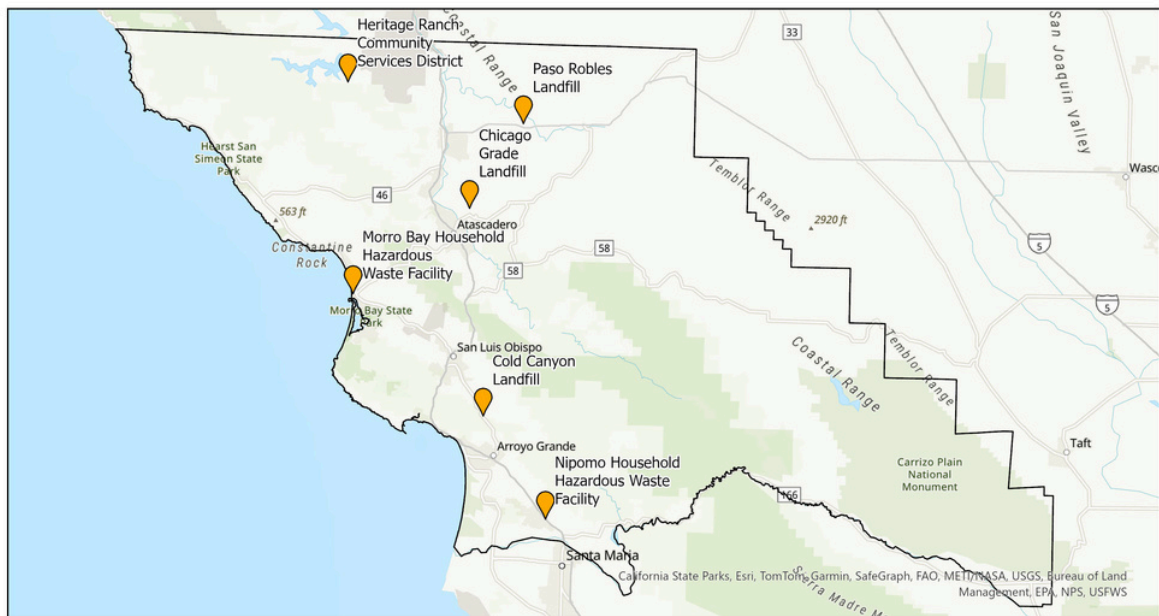 Heritage Ranch
Community
Services District
Coastal Range
33
San Joaquin Valley
Paso Robles
Landfill
Chicago
Grade
Landfill
Hearst San
Simeon State
Park
Temblor Range
Wasco
46
563 ft
2920 ft
Atascadero
Constantine
Rock
Morro Bay Household
Hazardous
Waste Facility
58
58
5
5
Morro Bay State
Park
San Luis Obispo
Cold Canyon
Landfill
Coastal Range
Temblor Range
Arroyo Grande
Taft
Carrizo Plain
National
Monument
Nipomo Household
Hazardous Waste
Facility
166
Santa Maria
Sierra Madre Mo
California State Parks, Esri, TomTom, Garmin, SafeGraph, FAO, METI/NASA, USGS, Bureau of Land
Management, EPA, NPS, USFWS